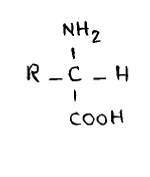 NH₂
R - C - H
COOH